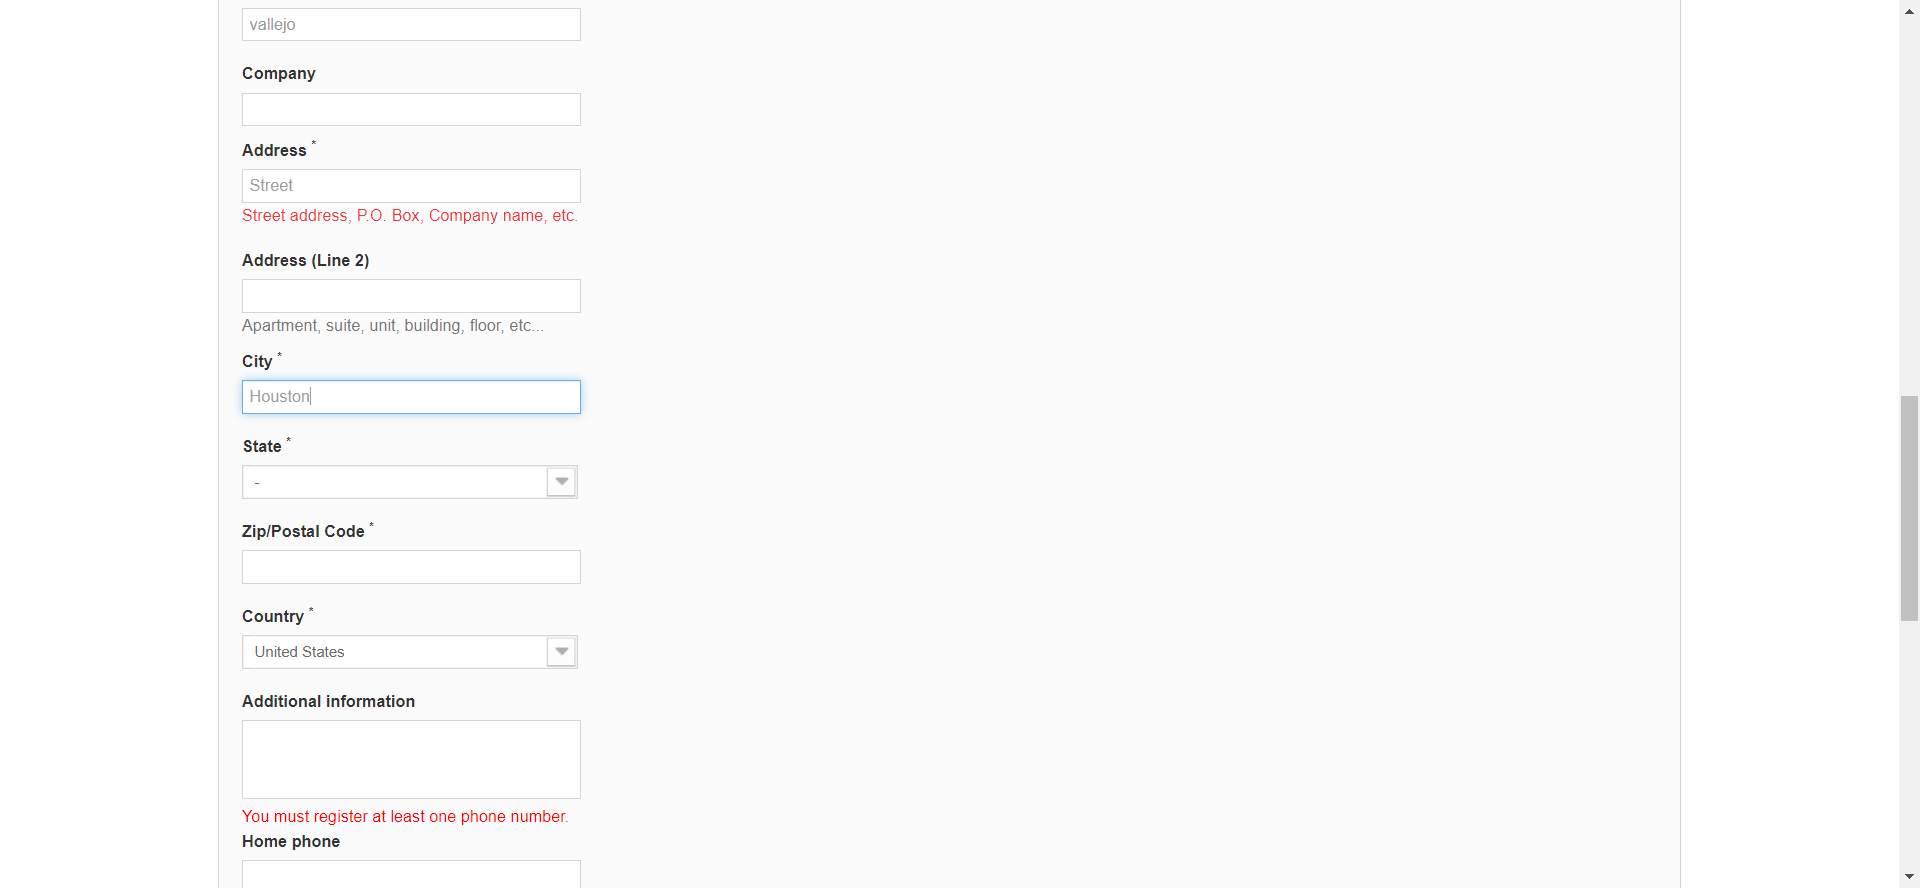 vallejo
Company
Address *
Street
Street address, P.O. Box, Company name, etc.
Address (Line 2)
Apartment, suite, unit, building, floor, etc...
City *
Houston
State *
-
Zip/Postal Code *
Country *
United States
Additional information
You must register at least one phone number.
Home phone